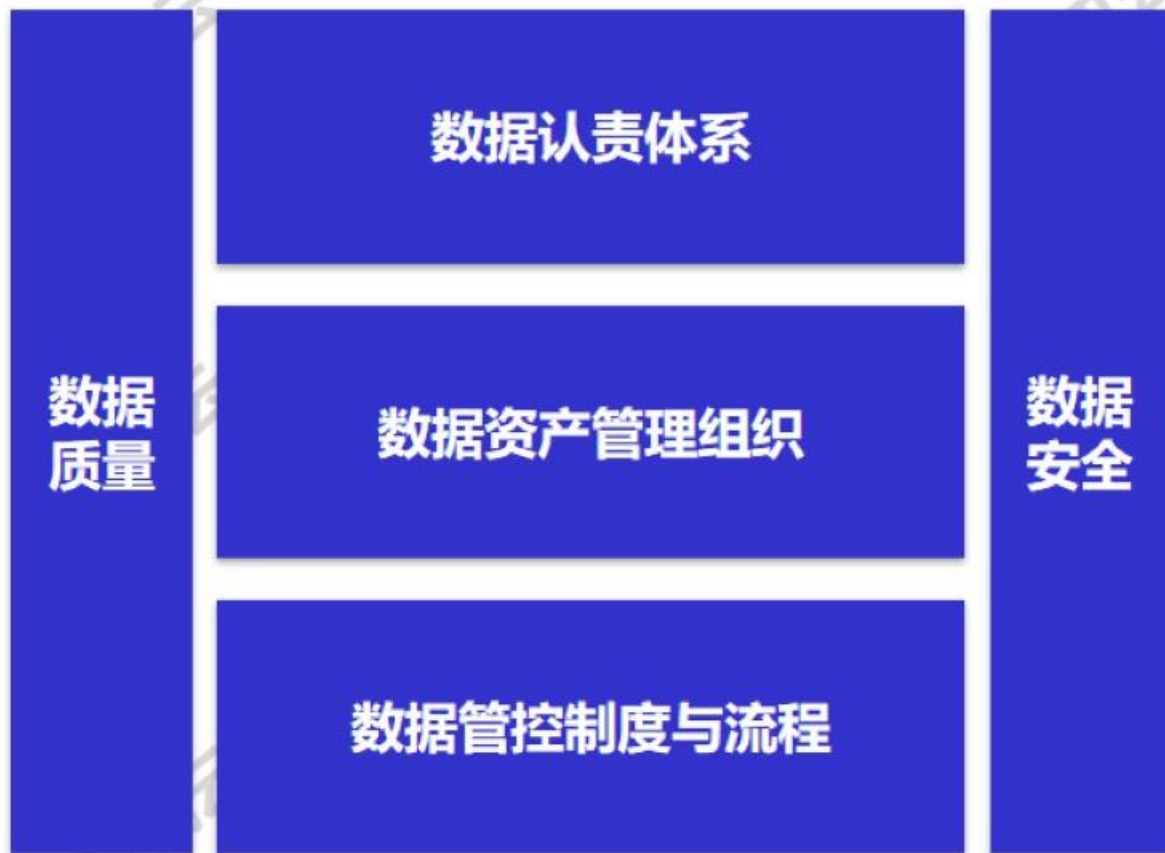 数据认责体系
数据
质量
数据资产管理组织
数据
安全
数据管控制度与流程